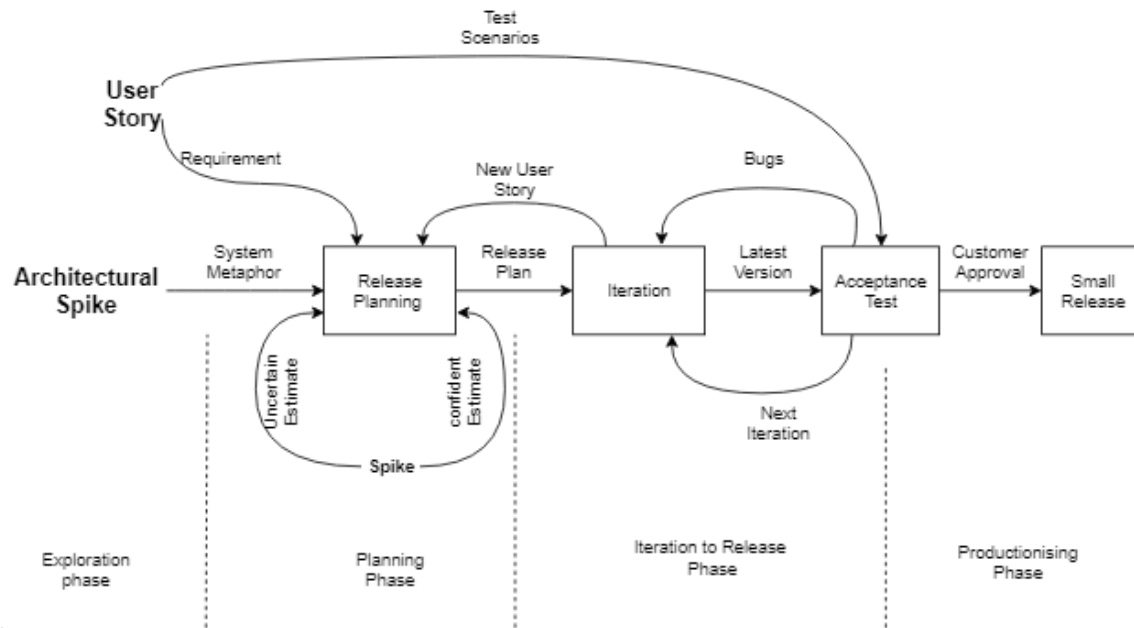 Test
Scenarios
User
Story
Requirement
New User
Story
Bugs
System
Metaphor
Release
Plan
Latest
Version
Customer
Approval
Architectural
Spike
Release
Planning
Iteration
Acceptance
Test
Small
Release
Uncertain
Estimate
confident
Estimate
Next
Iteration
Spike
Exploration
phase
Planning
Phase
Iteration to Release
Phase
Productionising
Phase